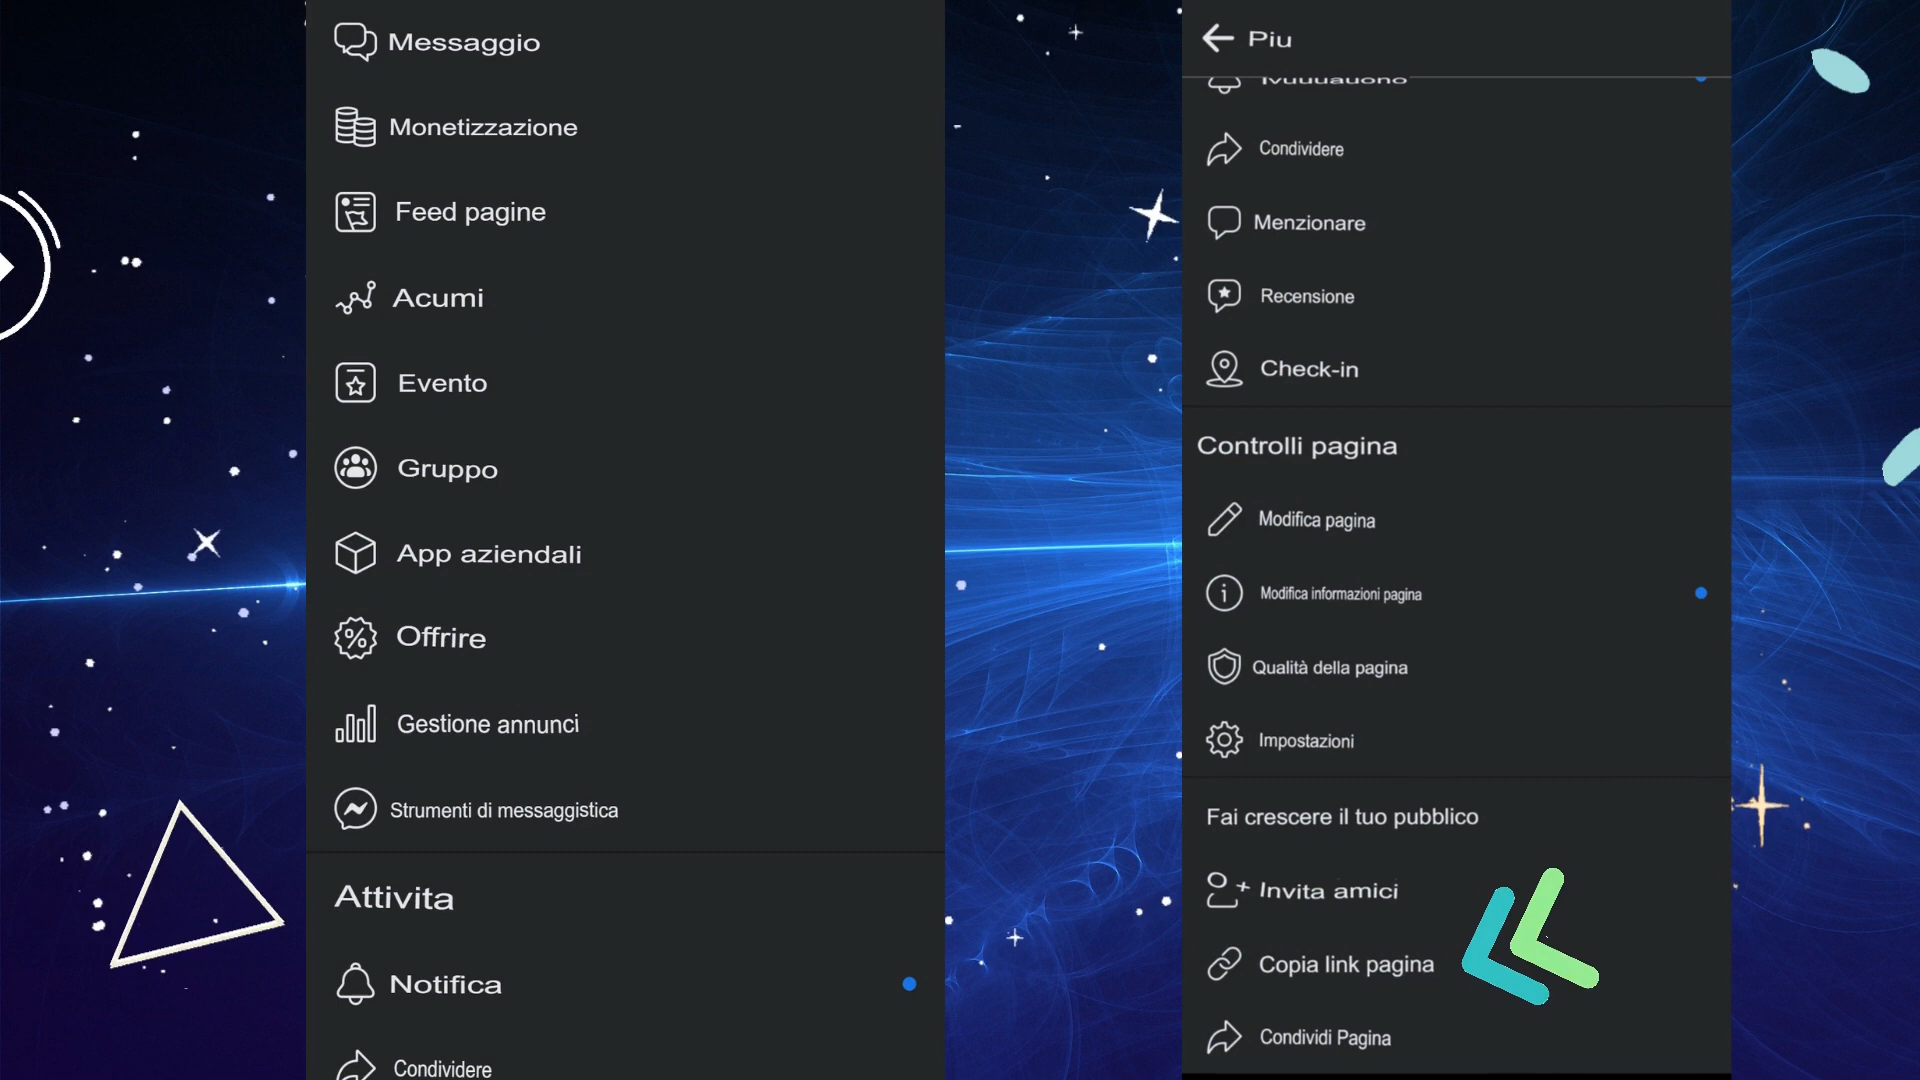 Messaggio
Monetizzazione
Feed pagine
Acumi
Evento
Gruppo
App aziendali
Offrire
Gestione annunci
Strumenti di messaggistica
Attivita
Notifica
Condividere
Piu
Condividere
Menzionare
Recensione
Check-in
Controlli pagina
Modifica pagina
Modifica informazioni pagina
Qualità della pagina
Impostazioni
Fai crescere il tuo pubblico
Invita amici
Copia link pagina
Condividi Pagina